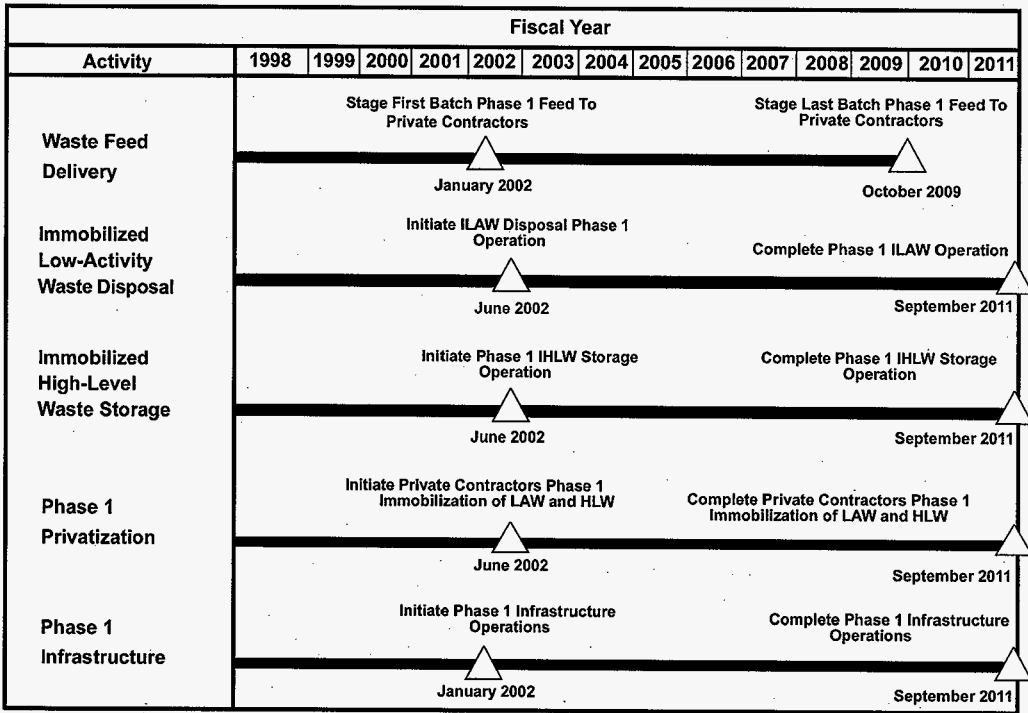 Fiscal Year
Activity 1998 1999 2000 2001 2002 2003 2004 2005 2006 2007 2008 2009 2010 2011
Waste Feed
Delivery
Stage First Batch Phase 1 Feed To
Private Contractors
January 2002
Stage Last Batch Phase 1 Feed To
Private Contractors
October 2009
Immobilized
Low-Activity
Waste Disposal
Initiate ILAW Disposal Phase 1
Operation
June 2002
Complete Phase 1 ILAW Operation
September 2011
Immobilized
High-Level
Waste Storage
Initiate Phase 1 IHLW Storage
Operation
June 2002
Complete Phase 1 IHLW Storage
Operation
September 2011
Phase 1
Privatization
Initiate Private Contractors Phase 1
Immobilization of LAW and HLW
June 2002
Complete Private Contractors Phase 1
Immobilization of LAW and HLW
September 2011
Phase 1
Infrastructure
Initiate Phase 1 Infrastructure
Operations
January 2002
Complete Phase 1 Infrastructure
Operations
September 2011